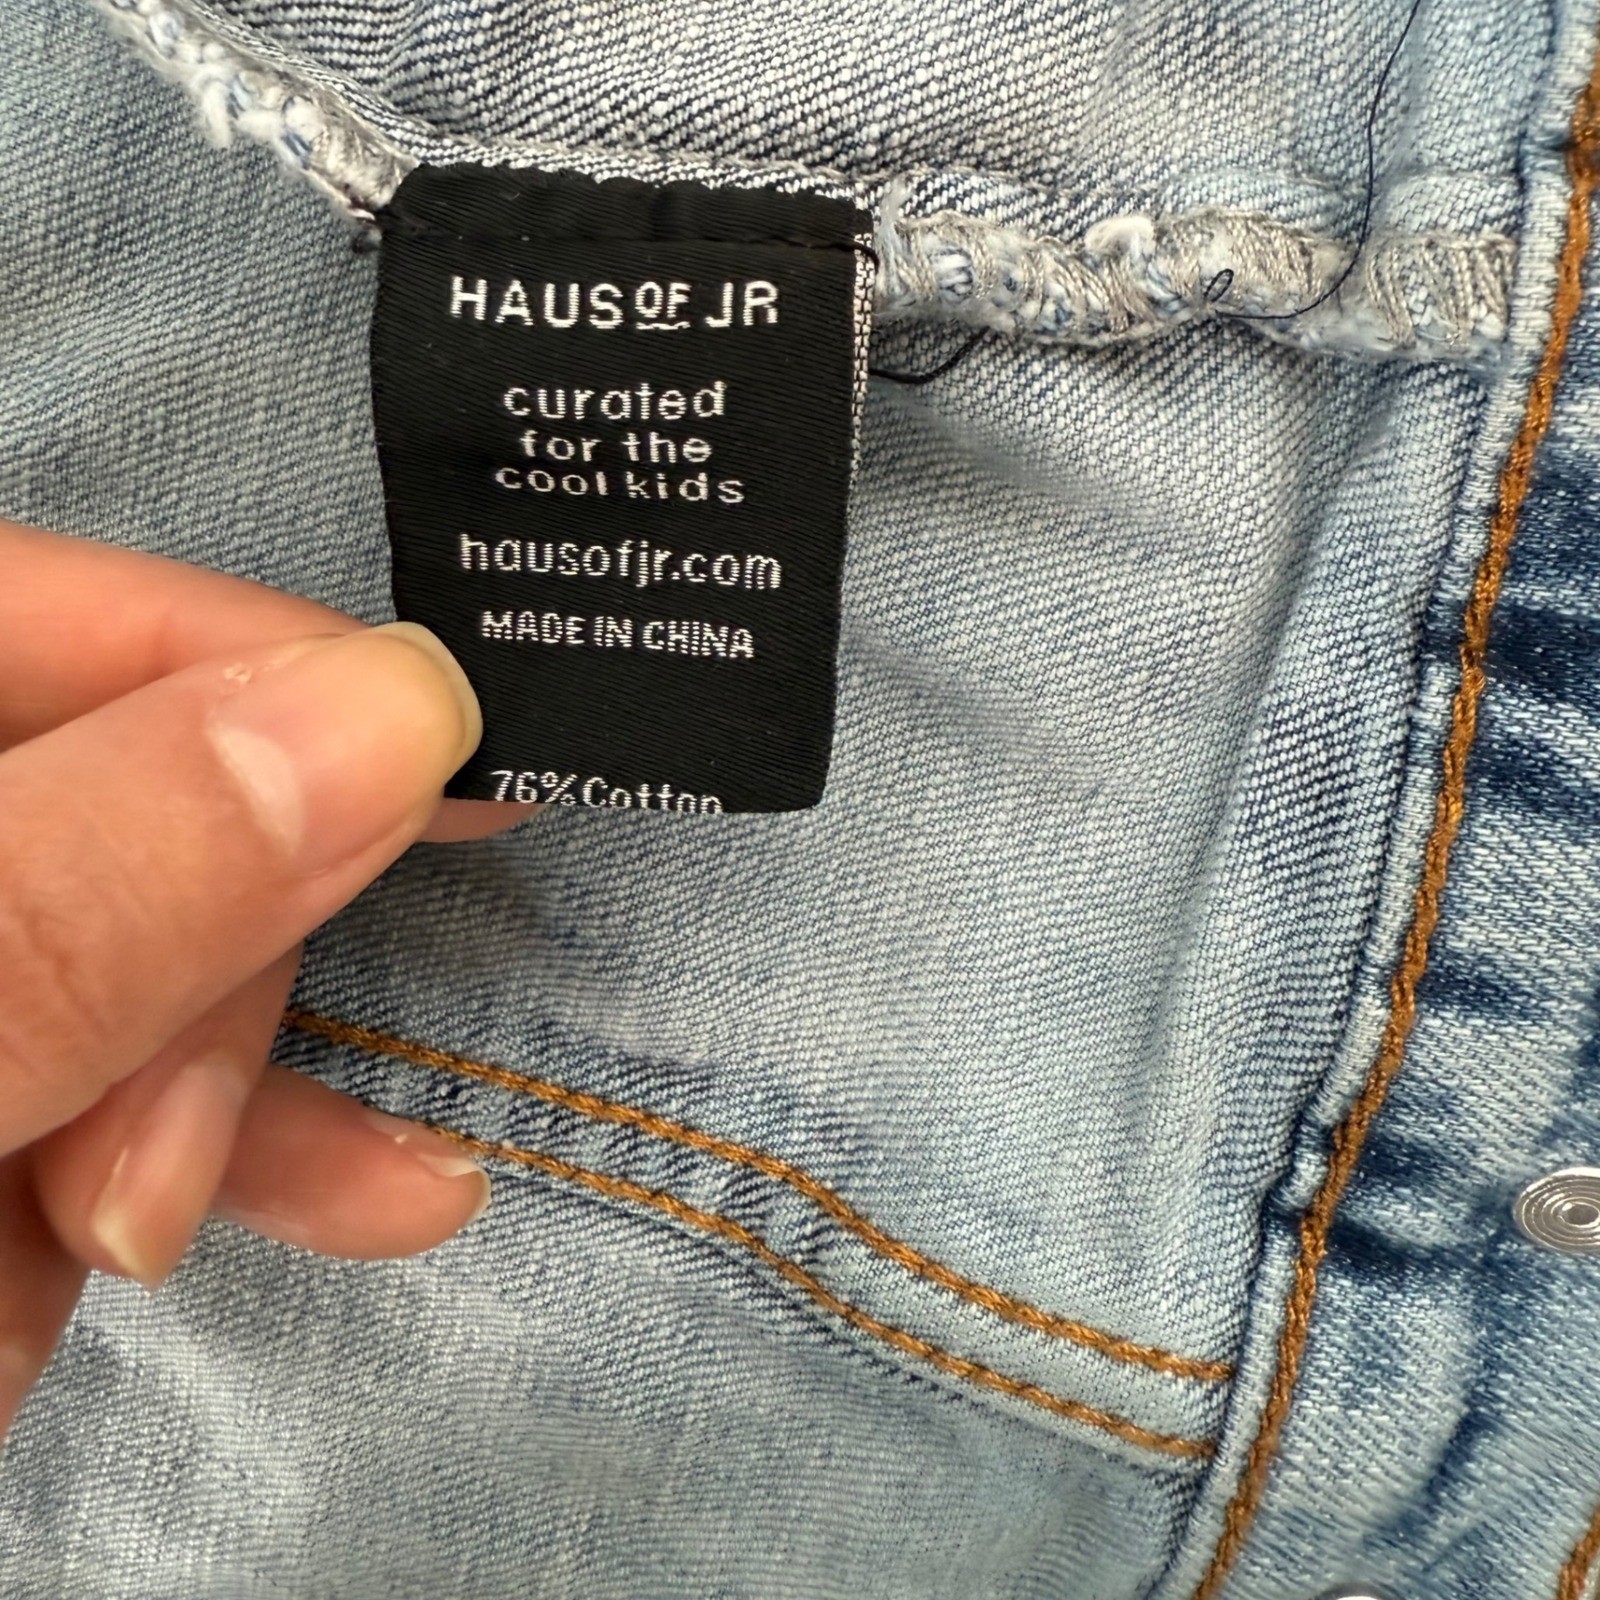 HAUS OF JR
curated
for the
cool kids
hausofjr.com
MADE IN CHINA
76%Cotton